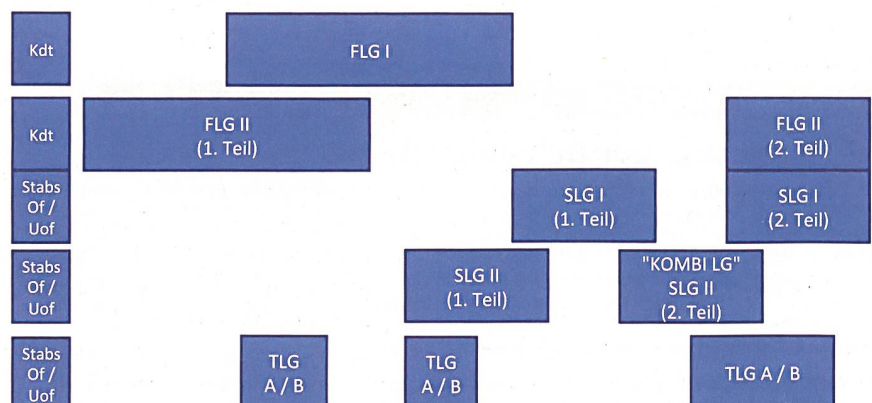 Kdt
FLG I
Kdt
FLG II
(1. Teil)
FLG II
(2. Teil)
Stabs
Of /
Uof
SLG I
(1. Teil)
SLG I
(2. Teil)
Stabs
Of /
Uof
SLG II
(1. Teil)
"KOMBI LG"
SLG II
(2. Teil)
Stabs
Of /
Uof
TLG
A / B
TLG
A / B
TLG A / B